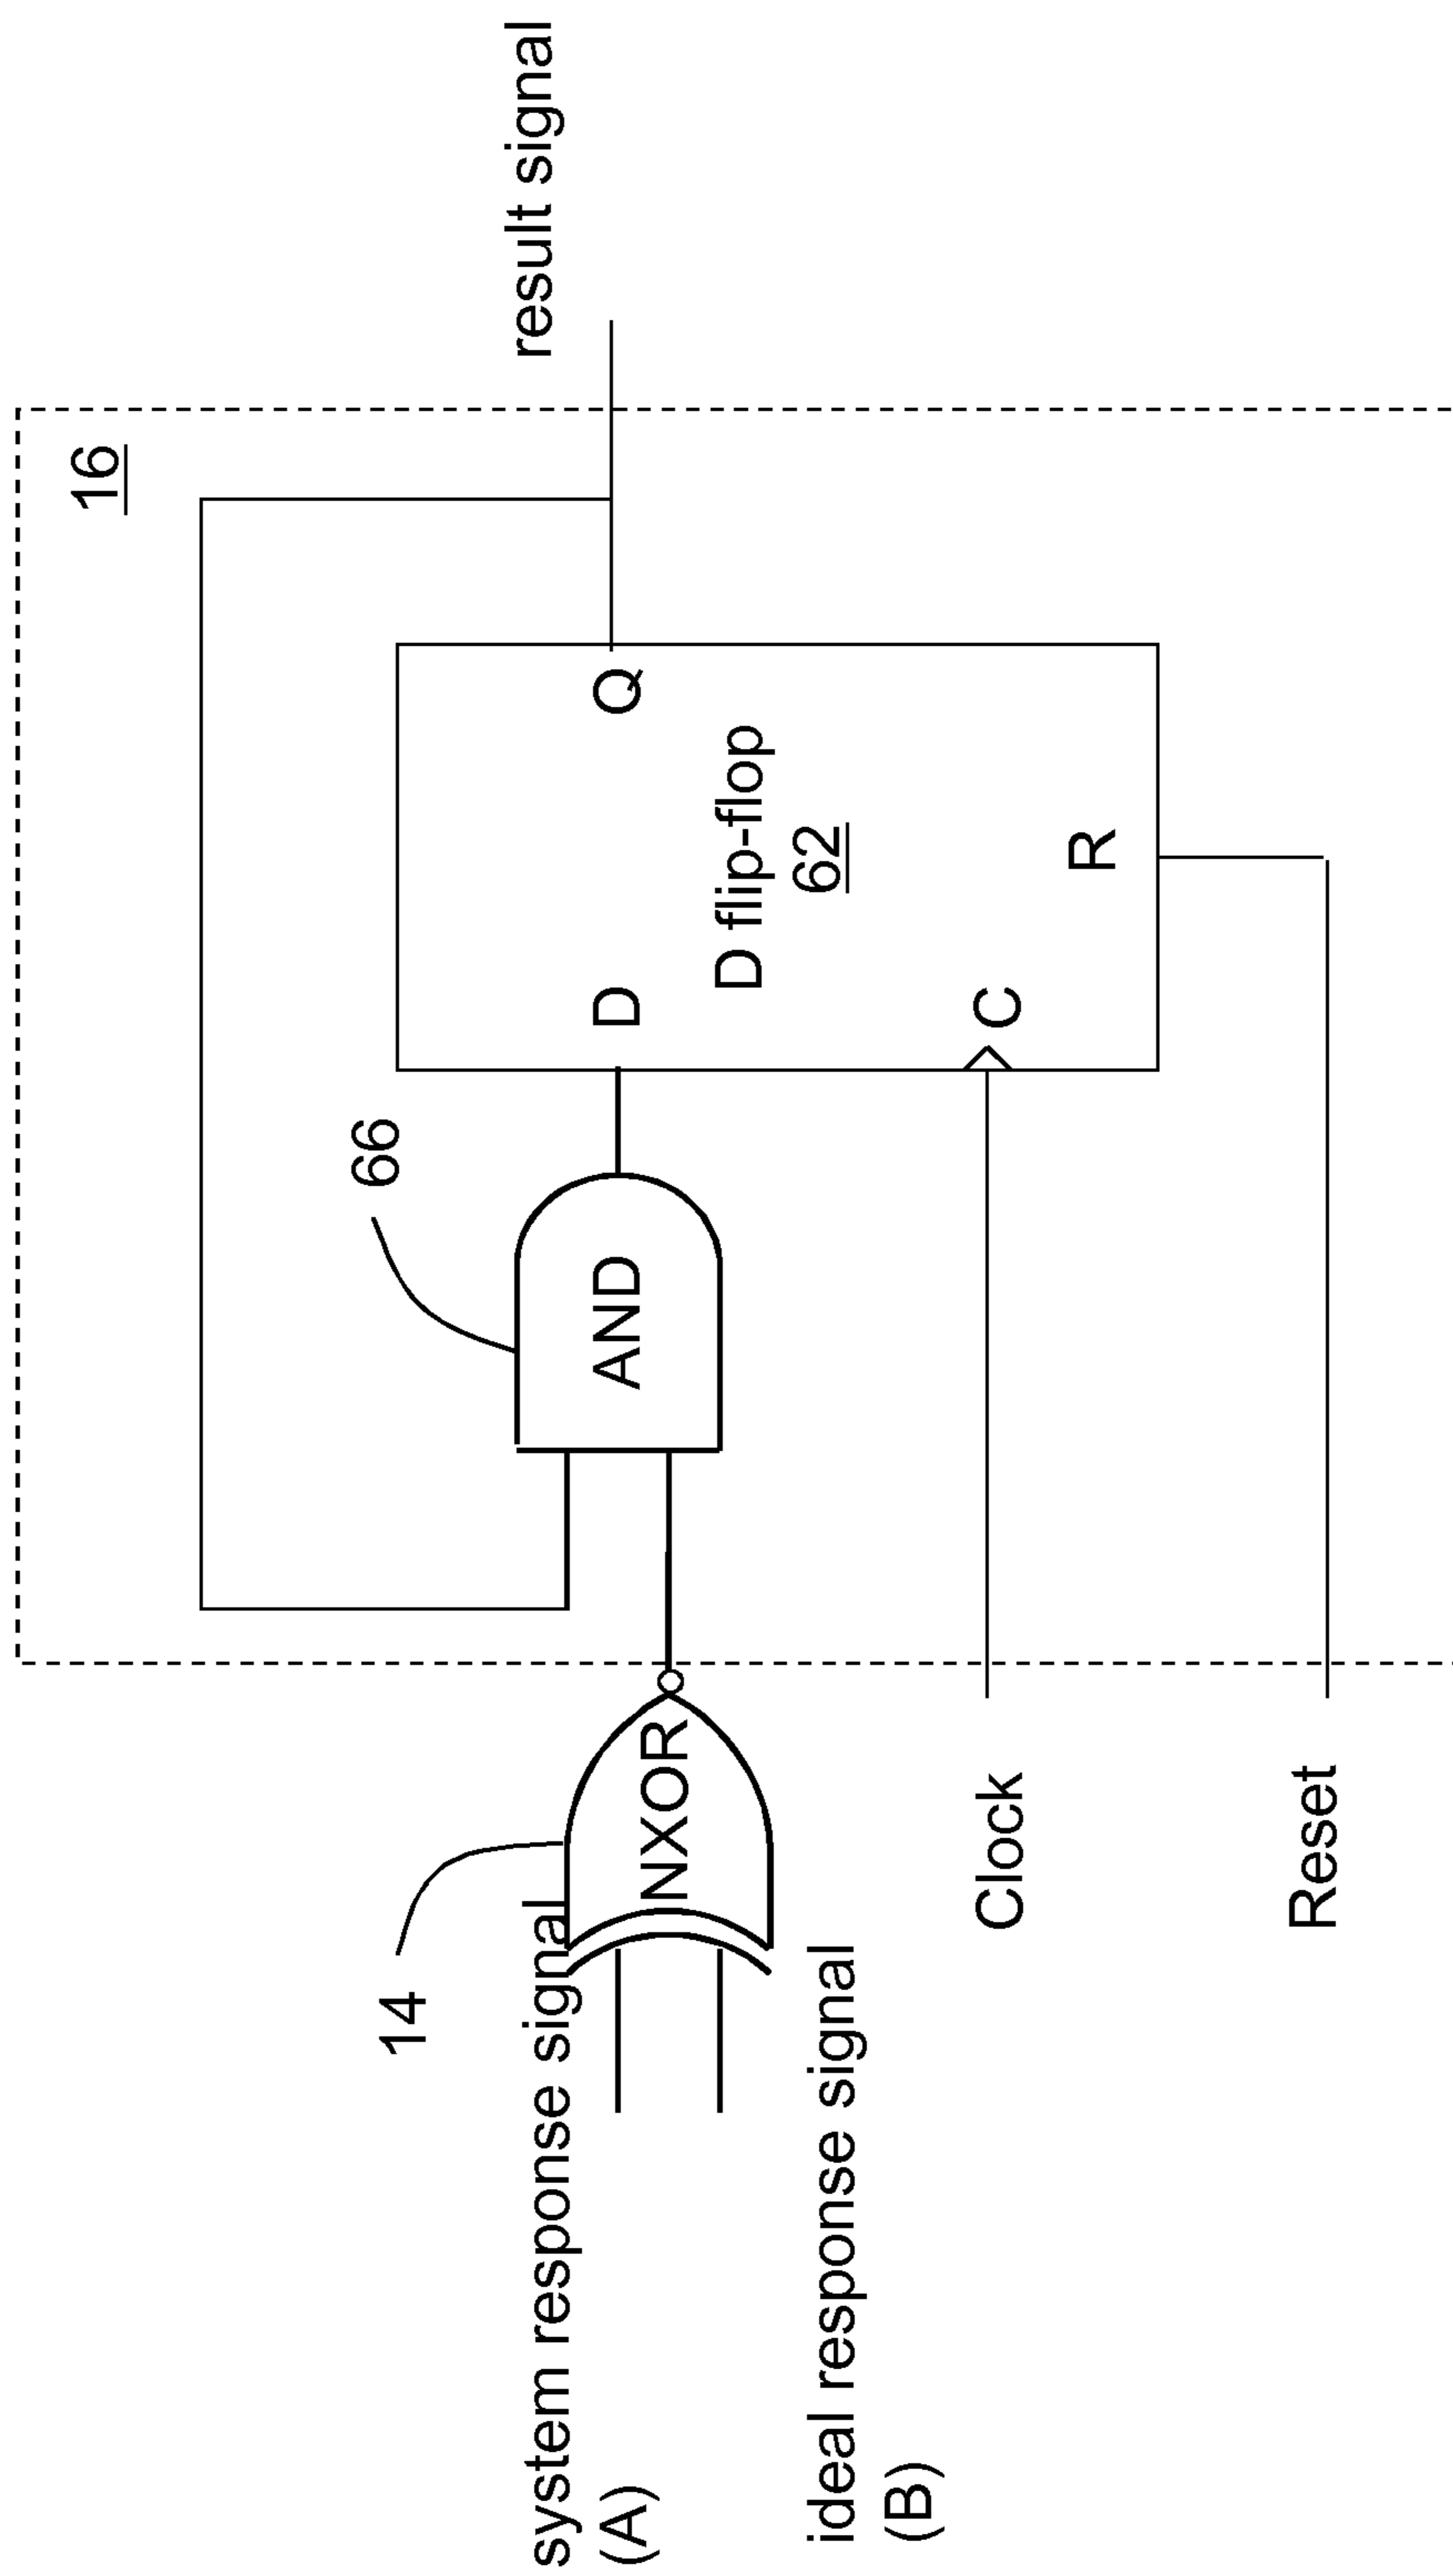 16
result signal
66
14
system response signal
(A)
NXOR
AND
D
Q
D flip-flop
62
ideal response signal
(B)
Clock
C
R
Reset